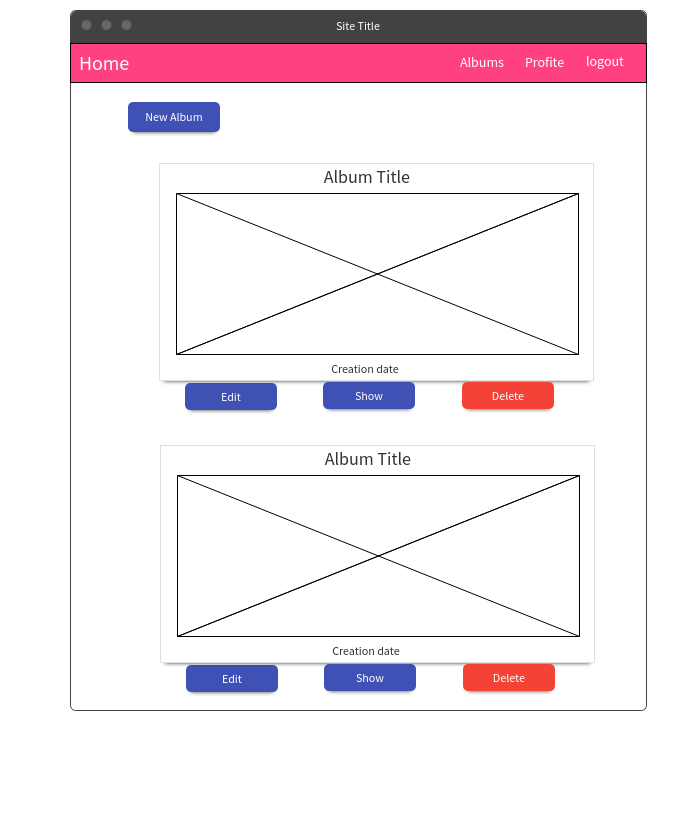 Site Title
Home Albums Profite logout
New Album
Album Title
Creation date
Edit Show Delete
Album Title
Creation date
Edit Show Delete